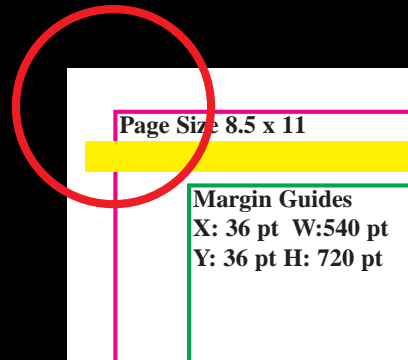 Page Size 8.5 x 11
Margin Guides
X: 36 pt  W:540 pt
Y: 36 pt H: 720 pt